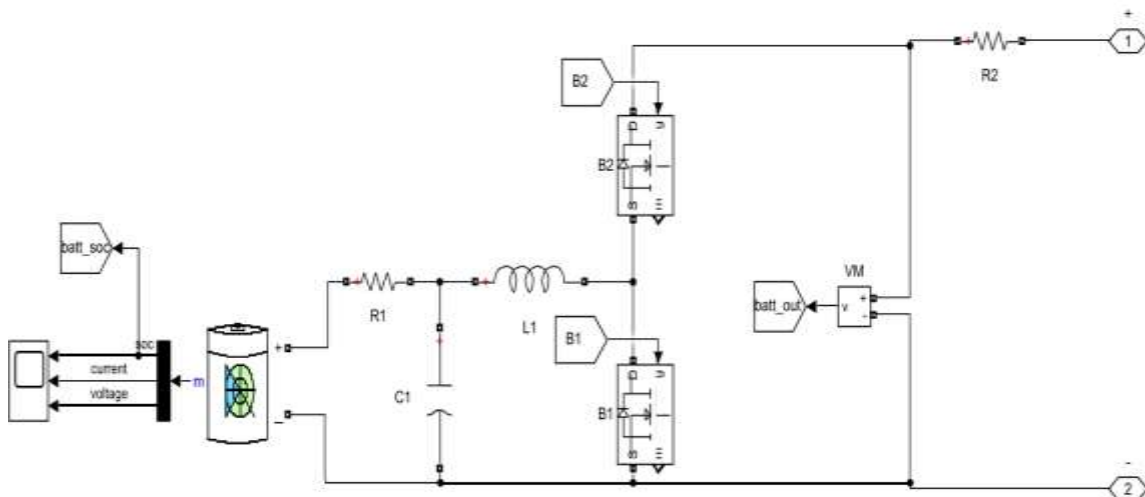 +
1
R2
B2
D
S
B2
batt_soc
+
R1
+
L1
+
VM
+
-
v
batt_out
B1
D
S
B1
soc
current
voltage
m
+
_
C1
+
-
2